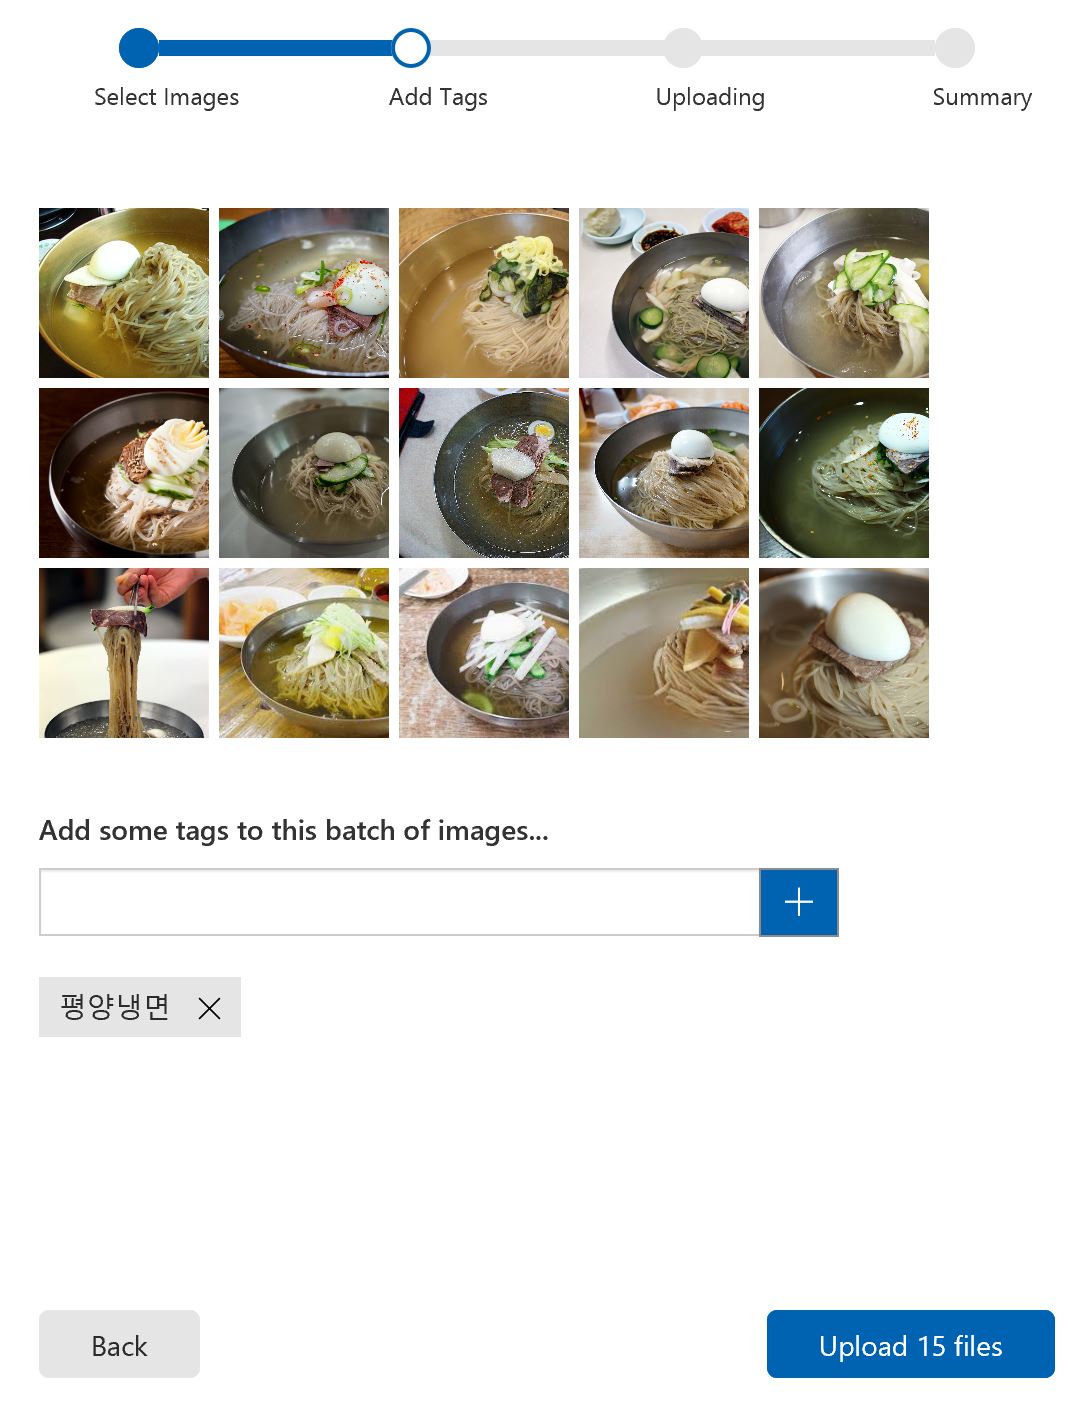 Select Images
Add Tags
Uploading
Summary
Add some tags to this batch of images...
평양냉면
Back
Upload 15 files